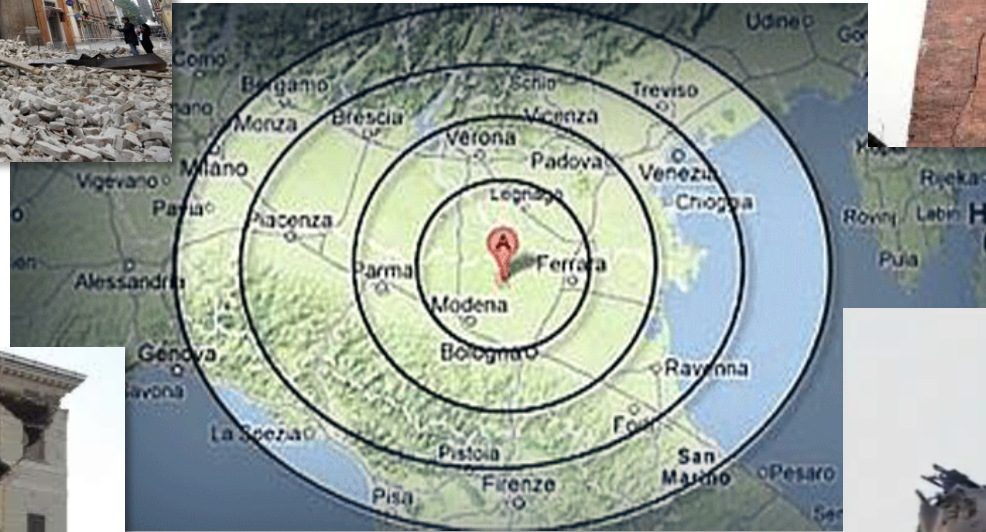 Udine
Como
Bergamo
Schio
Treviso
Monza
Brescia
Vicenza
Verona
Padova
Milano
Venezia
Vigevano
Legnago
Rijeka
Pavia
Chioggia
Piacenza
Rovinj
Labin
H
A
Pula
Parma
Ferrara
Alessandria
Modena
Bologna
Genova
Ravenna
Savona
La Spezia
Pistoia
San
Marino
Pesaro
Firenze
Pisa